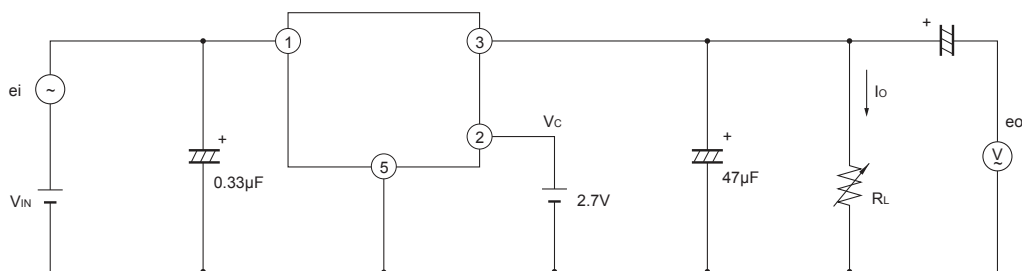 +
1
3
ei
~
IO
VC
eo
2
+
+
V
~
5
0.33µF
47µF
VIN
2.7V
RL